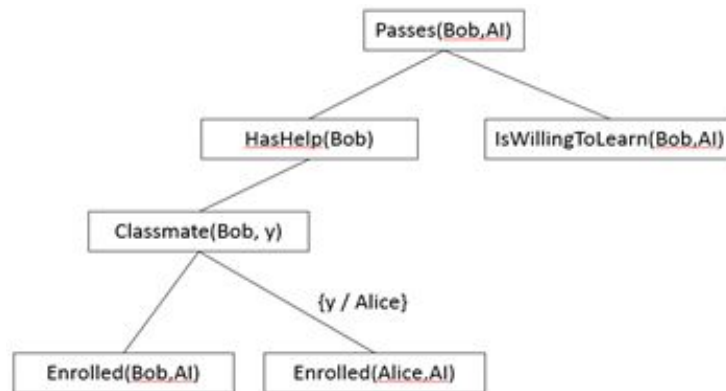 Passes(Bob,AI)
HasHelp(Bob)
IsWillingToLearn(Bob,AI)
Classmate(Bob, y)
{y / Alice}
Enrolled(Bob,AI)
Enrolled(Alice,AI)